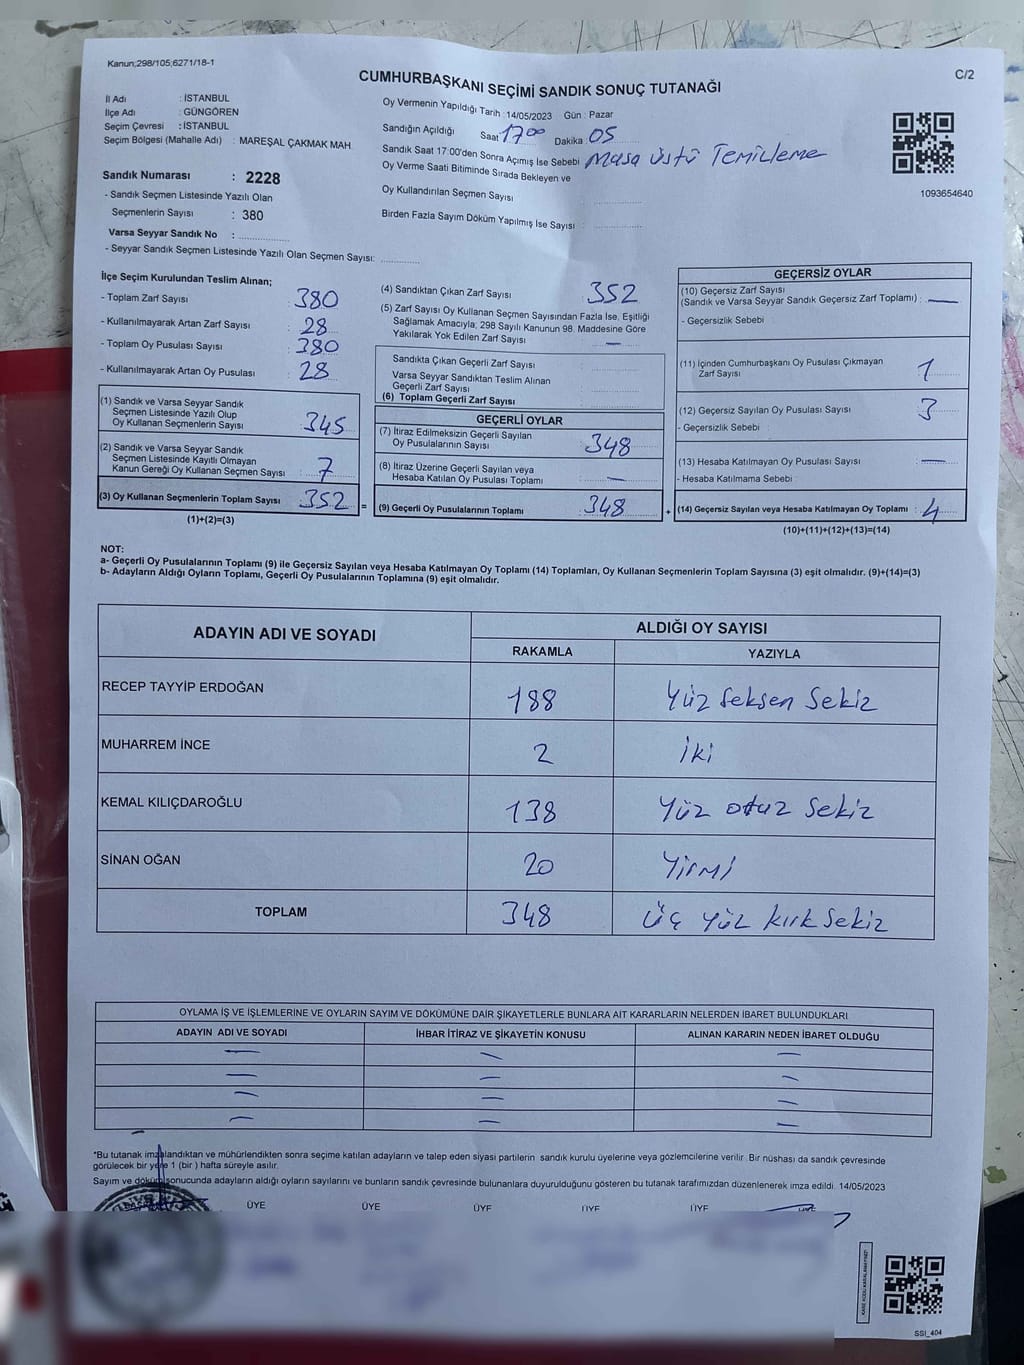 Kanun;298/105;6271/18-1
C/2
CUMHURBAŞKANI SEÇİMİ SANDIK SONUÇ TUTANAĞI
İl Adı : İSTANBUL
İlçe Adı : GÜNGÖREN
Seçim Çevresi : İSTANBUL
Seçim Bölgesi (Mahalle Adı) : MAREŞAL ÇAKMAK MAH.
Sandık Numarası : 2228
- Sandık Seçmen Listesinde Yazılı Olan
Seçmenlerin Sayısı : 380
Varsa Seyyar Sandık No :
- Seyyar Sandık Seçmen Listesinde Yazılı Olan Seçmen Sayısı:
Oy Vermenin Yapıldığı Tarih : 14/05/2023 Gün : Pazar
Sandığın Açıldığı Saat 17 00 Dakika : 05
Sandık Saat 17:00'den Sonra Açımış İse Sebebi Masa üstü Temizleme
Oy Verme Saati Bitiminde Sırada Bekleyen ve
Oy Kullandırılan Seçmen Sayısı
Birden Fazla Sayım Döküm Yapılmış İse Sayısı :
1093654640
İlçe Seçim Kurulundan Teslim Alınan;
- Toplam Zarf Sayısı : 380
- Kullanılmayarak Artan Zarf Sayısı : 28
- Toplam Oy Pusulası Sayısı : 380
- Kullanılmayarak Artan Oy Pusulası : 28
(1) Sandık ve Varsa Seyyar Sandık
Seçmen Listesinde Yazılı Olup
Oy Kullanan Seçmenlerin Sayısı : 345
(2) Sandık ve Varsa Seyyar Sandık
Seçmen Listesinde Kayıtlı Olmayan
Kanun Gereği Oy Kullanan Seçmen Sayısı : 7
(3) Oy Kullanan Seçmenlerin Toplam Sayısı : 352
(1)+(2)=(3)
=
(4) Sandıktan Çıkan Zarf Sayısı : 352
(5) Zarf Sayısı Oy Kullanan Seçmen Sayısından Fazla İse, Eşitliği
Sağlamak Amacıyla, 298 Sayılı Kanunun 98. Maddesine Göre
Yakılarak Yok Edilen Zarf Sayısı : —
Sandıkta Çıkan Geçerli Zarf Sayısı :
Varsa Seyyar Sandıktan Teslim Alınan
Geçerli Zarf Sayısı :
(6) Toplam Geçerli Zarf Sayısı :
GEÇERLİ OYLAR
(7) İtiraz Edilmeksizin Geçerli Sayılan
Oy Pusulalarının Sayısı : 348
(8) İtiraz Üzerine Geçerli Sayılan veya
Hesaba Katılan Oy Pusulası Toplamı : —
(9) Geçerli Oy Pusulalarının Toplamı : 348
+
GEÇERSİZ OYLAR
(10) Geçersiz Zarf Sayısı
(Sandık ve Varsa Seyyar Sandık Geçersiz Zarf Toplamı) : —
- Geçersizlik Sebebi
(11) İçinden Cumhurbaşkanı Oy Pusulası Çıkmayan
Zarf Sayısı : 1
(12) Geçersiz Sayılan Oy Pusulası Sayısı : 3
- Geçersizlik Sebebi
(13) Hesaba Katılmayan Oy Pusulası Sayısı : —
- Hesaba Katılmama Sebebi
(14) Geçersiz Sayılan veya Hesaba Katılmayan Oy Toplamı : 4
(10)+(11)+(12)+(13)=(14)
NOT:
a- Geçerli Oy Pusulalarının Toplamı (9) ile Geçersiz Sayılan veya Hesaba Katılmayan Oy Toplamı (14) Toplamları, Oy Kullanan Seçmenlerin Toplam Sayısına (3) eşit olmalıdır. (9)+(14)=(3)
b- Adayların Aldığı Oyların Toplamı, Geçerli Oy Pusulalarının Toplamına (9) eşit olmalıdır.
ADAYIN ADI VE SOYADI ALDIĞI OY SAYISI
RAKAMLA YAZIYLA
RECEP TAYYİP ERDOĞAN 188 Yüz Seksen Sekiz
MUHARREM İNCE 2 İki
KEMAL KILIÇDAROĞLU 138 Yüz otuz Sekiz
SİNAN OĞAN 20 Yirmi
TOPLAM 348 Üç Yüz kırk Sekiz
OYLAMA İŞ VE İŞLEMLERİNE VE OYLARIN SAYIM VE DÖKÜMÜNE DAİR ŞİKAYETLERLE BUNLARA AİT KARARLARIN NELERDEN İBARET BULUNDUKLARI
ADAYIN ADI VE SOYADI İHBAR İTİRAZ VE ŞİKAYETİN KONUSU ALINAN KARARIN NEDEN İBARET OLDUĞU
— — —
— — —
— — —
— — —
*Bu tutanak imzalandıktan ve mühürlendikten sonra seçime katılan adayların ve talep eden siyasi partilerin sandık kurulu üyelerine veya gözlemcilerine verilir. Bir nüshası da sandık çevresinde
görülecek bir yere 1 (bir ) hafta süreyle asılır.
Sayım ve döküm sonucunda adayların aldığı oyların sayılarını ve bunların sandık çevresinde bulunanlara duyurulduğunu gösteren bu tutanak tarafımızdan düzenlenerek imza edildi. 14/05/2023
ÜYE ÜYE ÜYE ÜYE ÜYE
SSİ_404